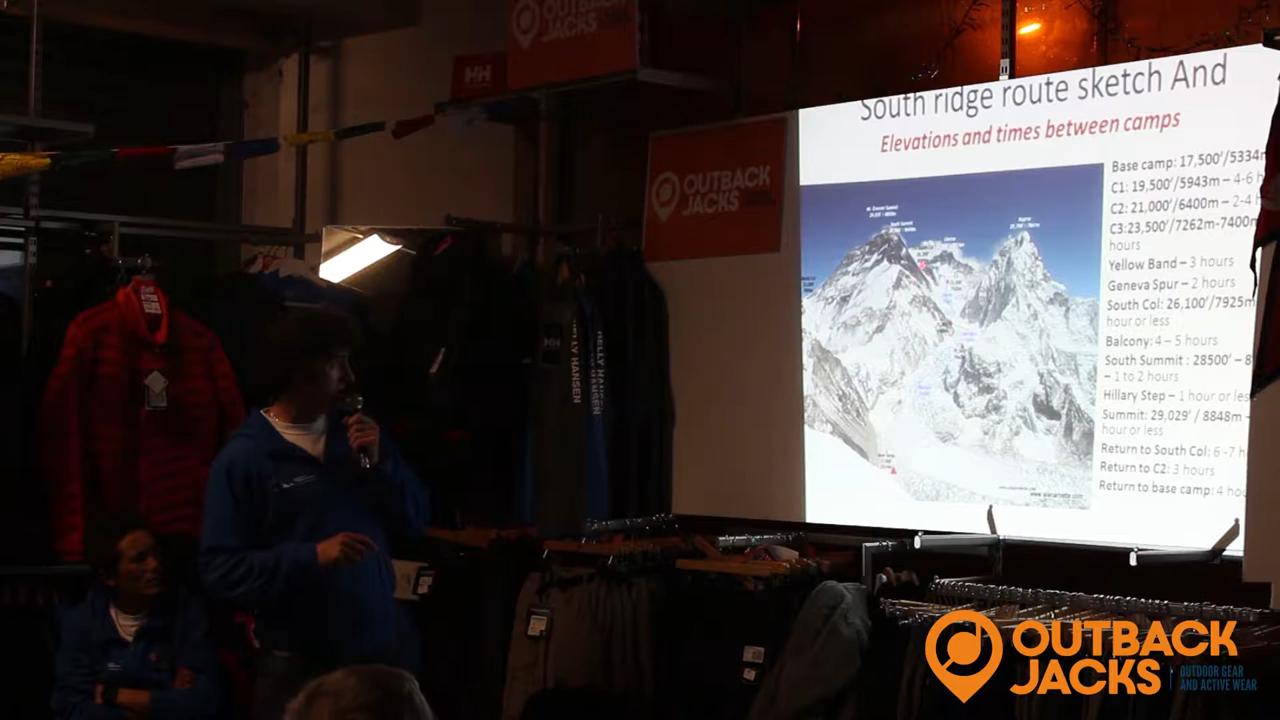 OUTBACK
JACKS
HH
South ridge route sketch And
Elevations and times between camps
OUTBACK
JACKS
Base camp: 17,500'/5334m
C1: 19,500'/5943m – 4-6 h
C2: 21,000'/6400m – 2-4 h
C3:23,500'/7262m-7400m
hours
Yellow Band – 3 hours
Geneva Spur – 2 hours
South Col: 26,100'/7925m
hour or less
Balcony: 4 – 5 hours
South Summit : 28500' – 8
– 1 to 2 hours
Hillary Step – 1 hour or les
Summit: 29,029' / 8848m –
hour or less
Return to South Col: 6 -7 h
Return to C2: 3 hours
Return to base camp: 4 hou
HH
HELLY HANSEN
HELLY HANSEN
OUTBACK
JACKS
OUTDOOR GEAR
AND ACTIVE WEAR